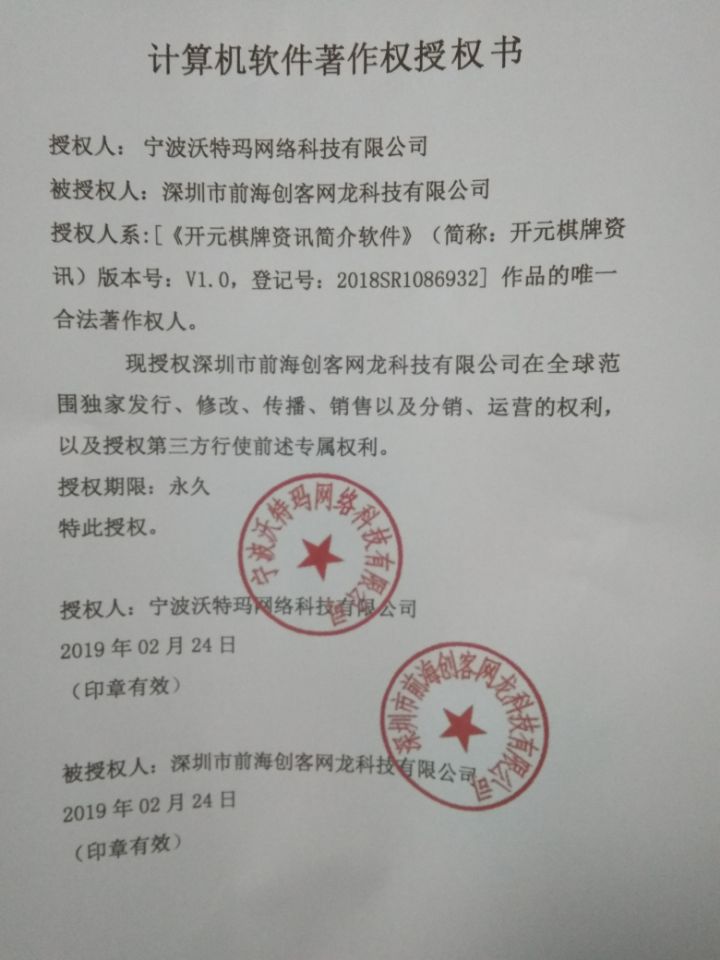 计算机软件著作权授权书
授权人：宁波沃特玛网络科技有限公司
被授权人：深圳市前海创客网龙科技有限公司
授权人系:[《开元棋牌资讯简介软件》（简称：开元棋牌资
讯）版本号：V1.0，登记号：2018SR1086932] 作品的唯一
合法著作权人。
现授权深圳市前海创客网龙科技有限公司在全球范
围独家发行、修改、传播、销售以及分销、运营的权利，
以及授权第三方行使前述专属权利。
授权期限：永久
特此授权。
宁波沃特玛网络科技有限公司
授权人：宁波沃特玛网络科技有限公司
2019 年 02 月 24 日
（印章有效）
深圳市前海创客网龙科技有限公司
被授权人：深圳市前海创客网龙科技有限公司
2019 年 02 月 24 日
（印章有效）